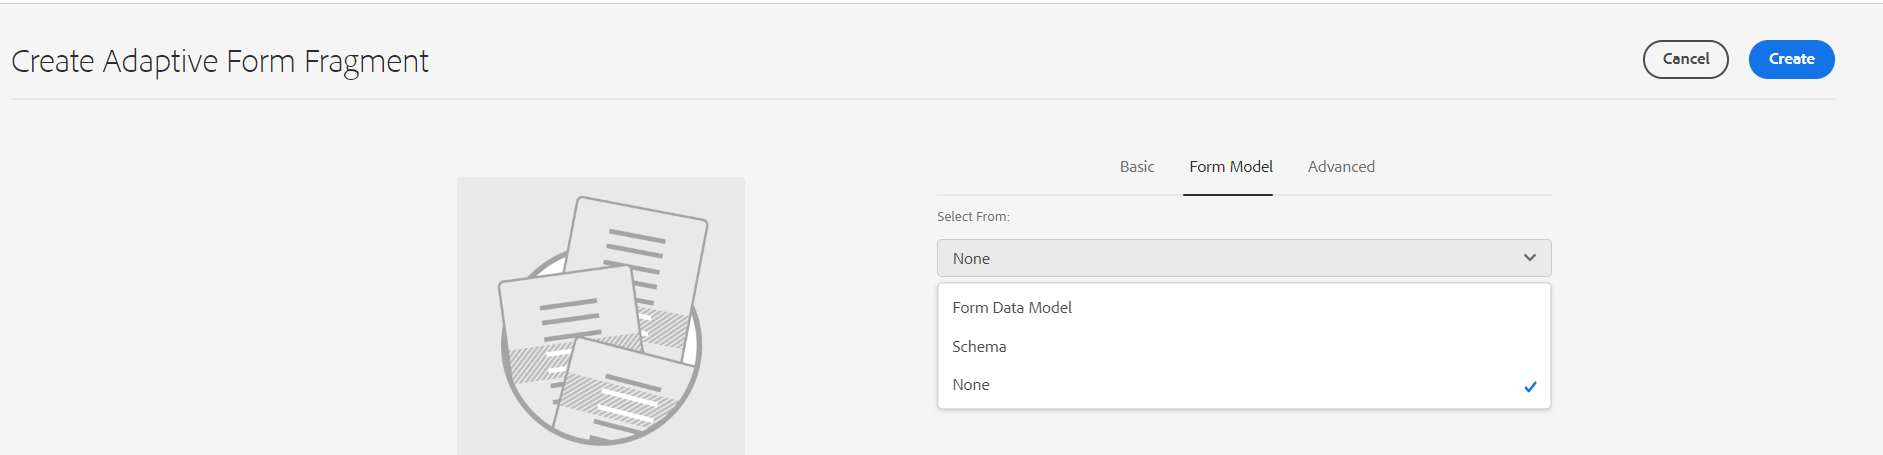 Create Adaptive Form Fragment
Cancel
Create
Basic
Form Model
Advanced
Select From:
None
Form Data Model
Schema
None